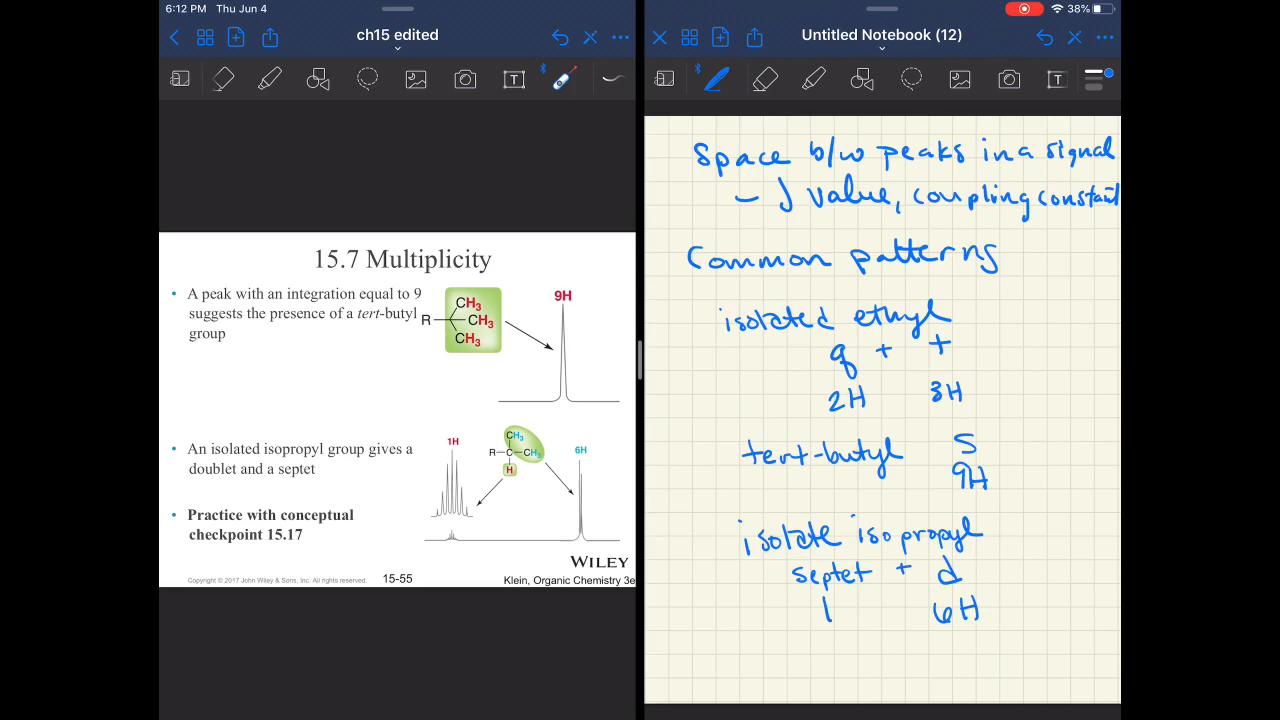 6:12 PM Thu Jun 4
38%
ch15 edited
Untitled Notebook (12)
15.7 Multiplicity
• A peak with an integration equal to 9
suggests the presence of a tert-butyl
group
R
CH3
CH3
CH3
9H
• An isolated isopropyl group gives a
doublet and a septet
1H
CH3
R—C—CH3
H
6H
• Practice with conceptual
checkpoint 15.17
WILEY
Copyright © 2017 John Wiley & Sons, Inc. All rights reserved.
15-55
Klein, Organic Chemistry 3e
Space b/w peaks in a signal
– J value, coupling constant
Common patterns
isolated ethyl
q + t
2H 3H
tert-butyl S
9H
isolate isopropyl
septet + d
1 6H